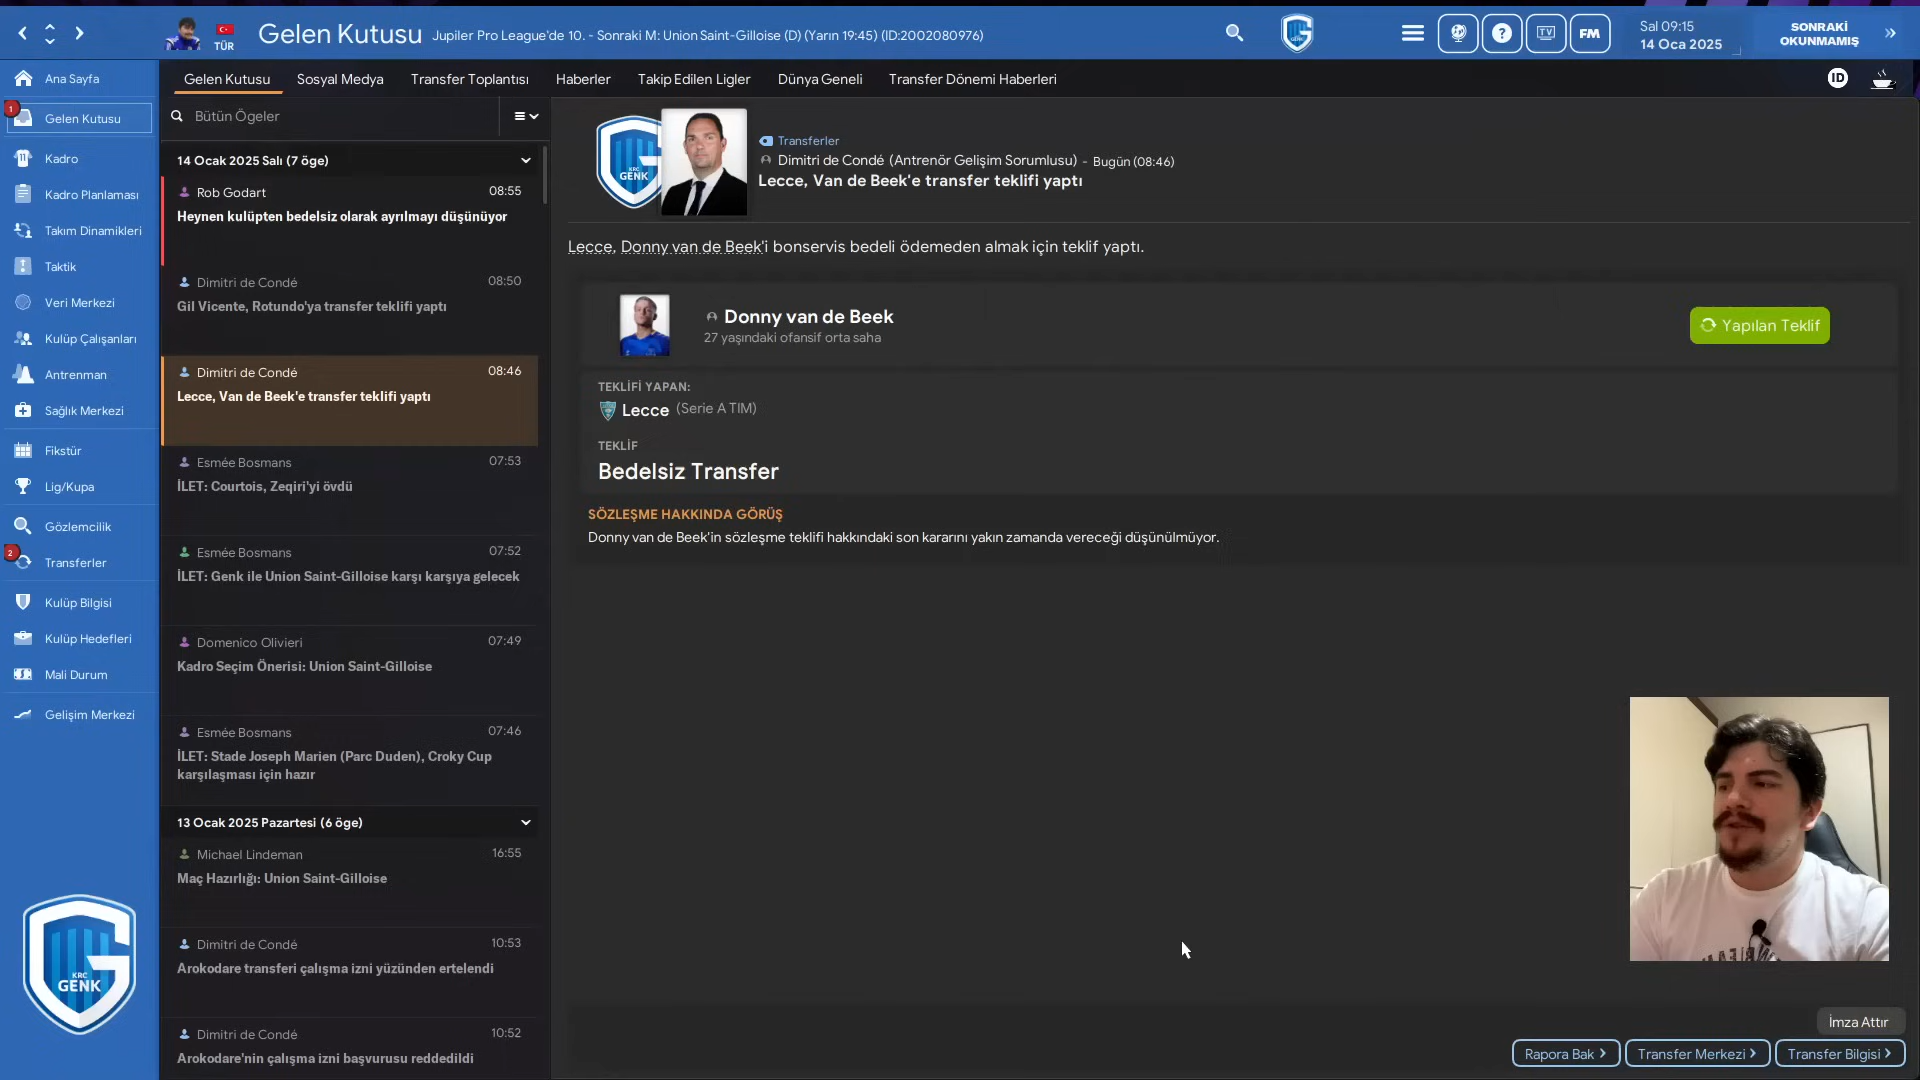 TÜR
Gelen Kutusu
Jupiler Pro League'de 10. - Sonraki M: Union Saint-Gilloise (D) (Yarın 19:45) (ID:2002080976)
TV
FM
Sal 09:15
14 Oca 2025
SONRAKİ
OKUNMAMIŞ
Gelen Kutusu
Sosyal Medya
Transfer Toplantısı
Haberler
Takip Edilen Ligler
Dünya Geneli
Transfer Dönemi Haberleri
ID
Ana Sayfa
1
Gelen Kutusu
Kadro
Kadro Planlaması
Takım Dinamikleri
Taktik
Veri Merkezi
Kulüp Çalışanları
Antrenman
Sağlık Merkezi
Fikstür
Lig/Kupa
Gözlemcilik
2
Transferler
Kulüp Bilgisi
Kulüp Hedefleri
Mali Durum
Gelişim Merkezi
KRC
GENK
Bütün Ögeler
14 Ocak 2025 Salı (7 öge)
Rob Godart 08:55
Heynen kulüpten bedelsiz olarak ayrılmayı düşünüyor
Dimitri de Condé 08:50
Gil Vicente, Rotundo'ya transfer teklifi yaptı
Dimitri de Condé 08:46
Lecce, Van de Beek'e transfer teklifi yaptı
Esmée Bosmans 07:53
İLET: Courtois, Zeqiri'yi övdü
Esmée Bosmans 07:52
İLET: Genk ile Union Saint-Gilloise karşı karşıya gelecek
Domenico Olivieri 07:49
Kadro Seçim Önerisi: Union Saint-Gilloise
Esmée Bosmans 07:46
İLET: Stade Joseph Marien (Parc Duden), Croky Cup
karşılaşması için hazır
13 Ocak 2025 Pazartesi (6 öge)
Michael Lindeman 16:55
Maç Hazırlığı: Union Saint-Gilloise
Dimitri de Condé 10:53
Arokodare transferi çalışma izni yüzünden ertelendi
Dimitri de Condé 10:52
Arokodare'nin çalışma izni başvurusu reddedildi
KRC
GENK
Transferler
Dimitri de Condé (Antrenör Gelişim Sorumlusu) - Bugün (08:46)
Lecce, Van de Beek'e transfer teklifi yaptı
Lecce, Donny van de Beek'i bonservis bedeli ödemeden almak için teklif yaptı.
Donny van de Beek
27 yaşındaki ofansif orta saha
Yapılan Teklif
TEKLİFİ YAPAN:
Lecce (Serie A TIM)
TEKLİF
Bedelsiz Transfer
SÖZLEŞME HAKKINDA GÖRÜŞ
Donny van de Beek'in sözleşme teklifi hakkındaki son kararını yakın zamanda vereceği düşünülmüyor.
İmza Attır
Rapora Bak
Transfer Merkezi
Transfer Bilgisi